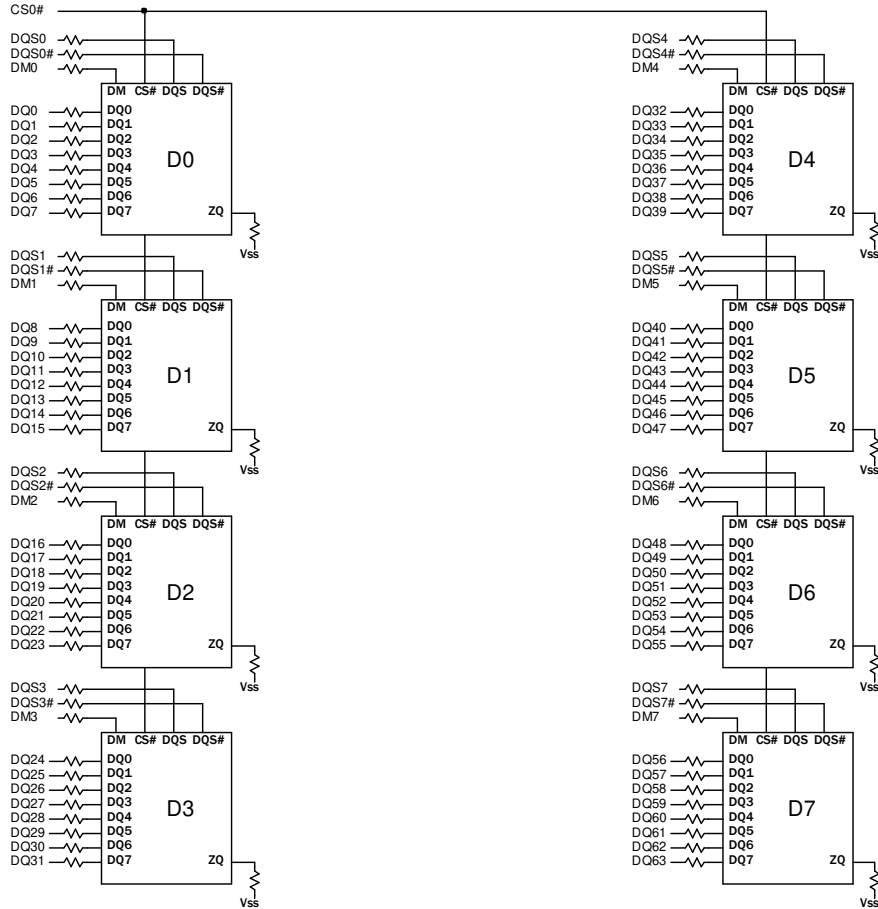 CS0#
DQS0
DQS0#
DM0
DM CS# DQS DQS#
DQ0 DQ0
DQ1 DQ1
DQ2 DQ2
DQ3 DQ3
DQ4 DQ4
DQ5 DQ5
DQ6 DQ6
DQ7 DQ7
D0
ZQ
Vss
DQS1
DQS1#
DM1
DM CS# DQS DQS#
DQ8 DQ0
DQ9 DQ1
DQ10 DQ2
DQ11 DQ3
DQ12 DQ4
DQ13 DQ5
DQ14 DQ6
DQ15 DQ7
D1
ZQ
Vss
DQS2
DQS2#
DM2
DM CS# DQS DQS#
DQ16 DQ0
DQ17 DQ1
DQ18 DQ2
DQ19 DQ3
DQ20 DQ4
DQ21 DQ5
DQ22 DQ6
DQ23 DQ7
D2
ZQ
Vss
DQS3
DQS3#
DM3
DM CS# DQS DQS#
DQ24 DQ0
DQ25 DQ1
DQ26 DQ2
DQ27 DQ3
DQ28 DQ4
DQ29 DQ5
DQ30 DQ6
DQ31 DQ7
D3
ZQ
Vss
DQS4
DQS4#
DM4
DM CS# DQS DQS#
DQ32 DQ0
DQ33 DQ1
DQ34 DQ2
DQ35 DQ3
DQ36 DQ4
DQ37 DQ5
DQ38 DQ6
DQ39 DQ7
D4
ZQ
Vss
DQS5
DQS5#
DM5
DM CS# DQS DQS#
DQ40 DQ0
DQ41 DQ1
DQ42 DQ2
DQ43 DQ3
DQ44 DQ4
DQ45 DQ5
DQ46 DQ6
DQ47 DQ7
D5
ZQ
Vss
DQS6
DQS6#
DM6
DM CS# DQS DQS#
DQ48 DQ0
DQ49 DQ1
DQ50 DQ2
DQ51 DQ3
DQ52 DQ4
DQ53 DQ5
DQ54 DQ6
DQ55 DQ7
D6
ZQ
Vss
DQS7
DQS7#
DM7
DM CS# DQS DQS#
DQ56 DQ0
DQ57 DQ1
DQ58 DQ2
DQ59 DQ3
DQ60 DQ4
DQ61 DQ5
DQ62 DQ6
DQ63 DQ7
D7
ZQ
Vss